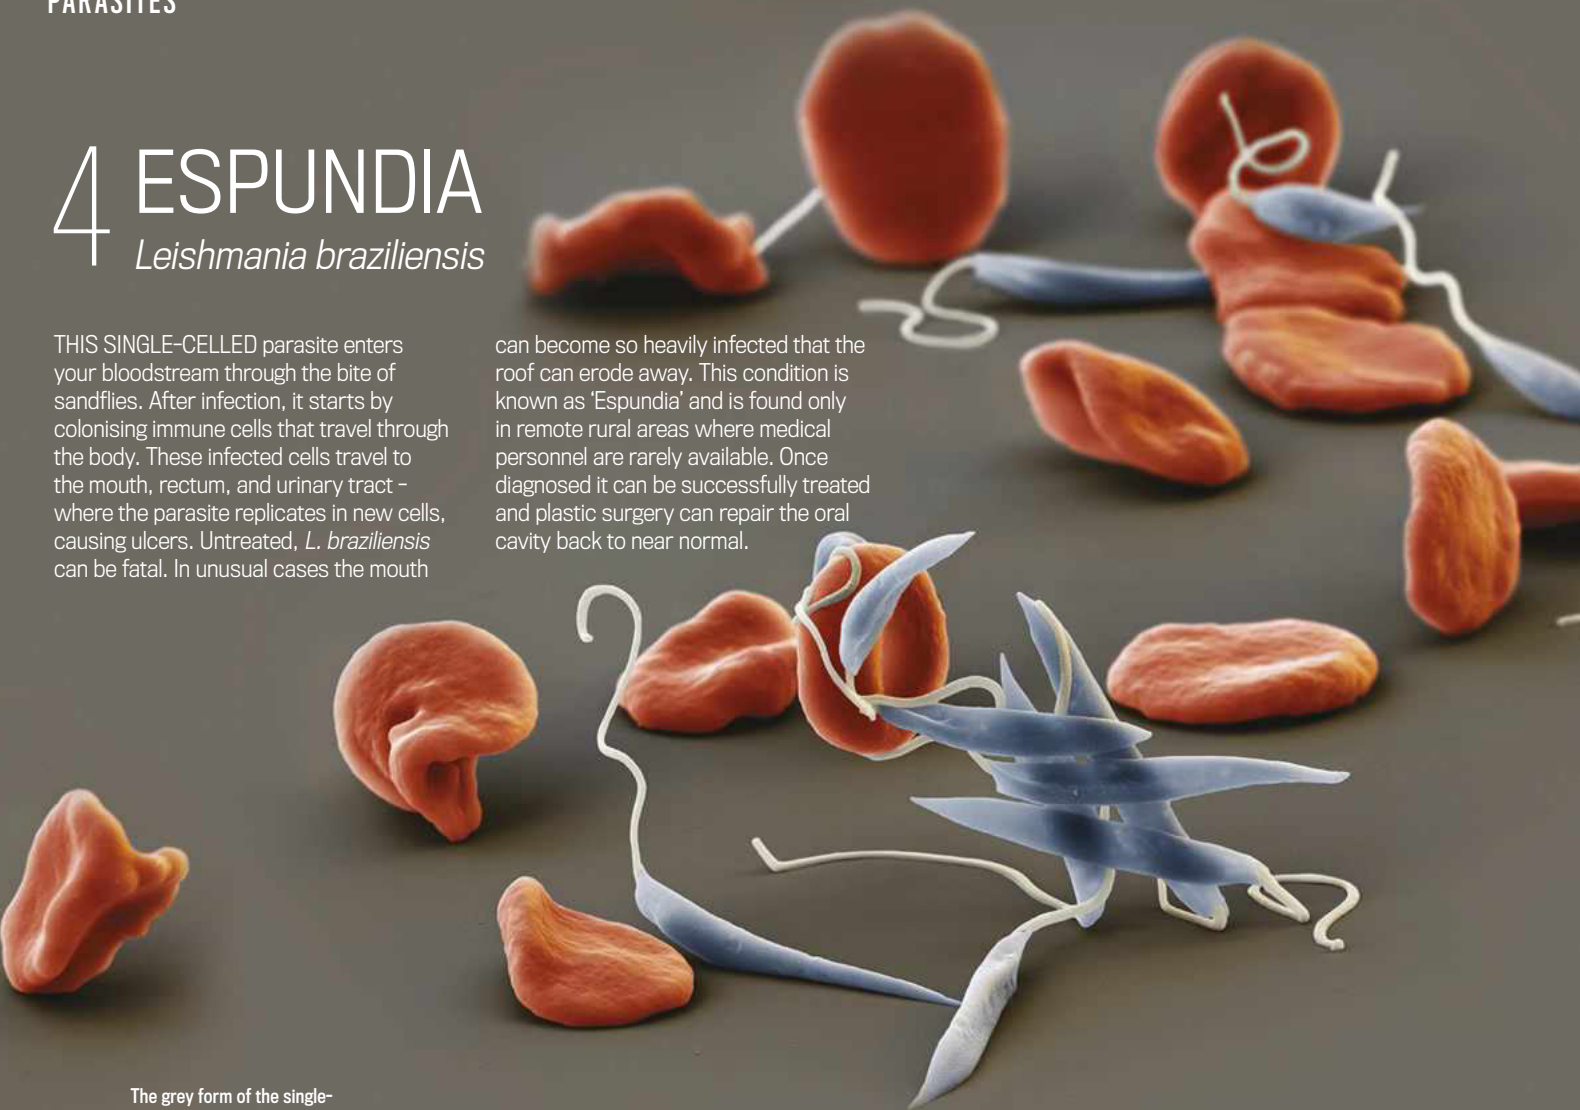 PARASITES
4 ESPUNDIA
Leishmania braziliensis
THIS SINGLE-CELLED parasite enters
your bloodstream through the bite of
sandflies. After infection, it starts by
colonising immune cells that travel through
the body. These infected cells travel to
the mouth, rectum, and urinary tract -
where the parasite replicates in new cells,
causing ulcers. Untreated, L. braziliensis
can be fatal. In unusual cases the mouth
can become so heavily infected that the
roof can erode away. This condition is
known as ‘Espundia’ and is found only
in remote rural areas where medical
personnel are rarely available. Once
diagnosed it can be successfully treated
and plastic surgery can repair the oral
cavity back to near normal.
The grey form of the single-